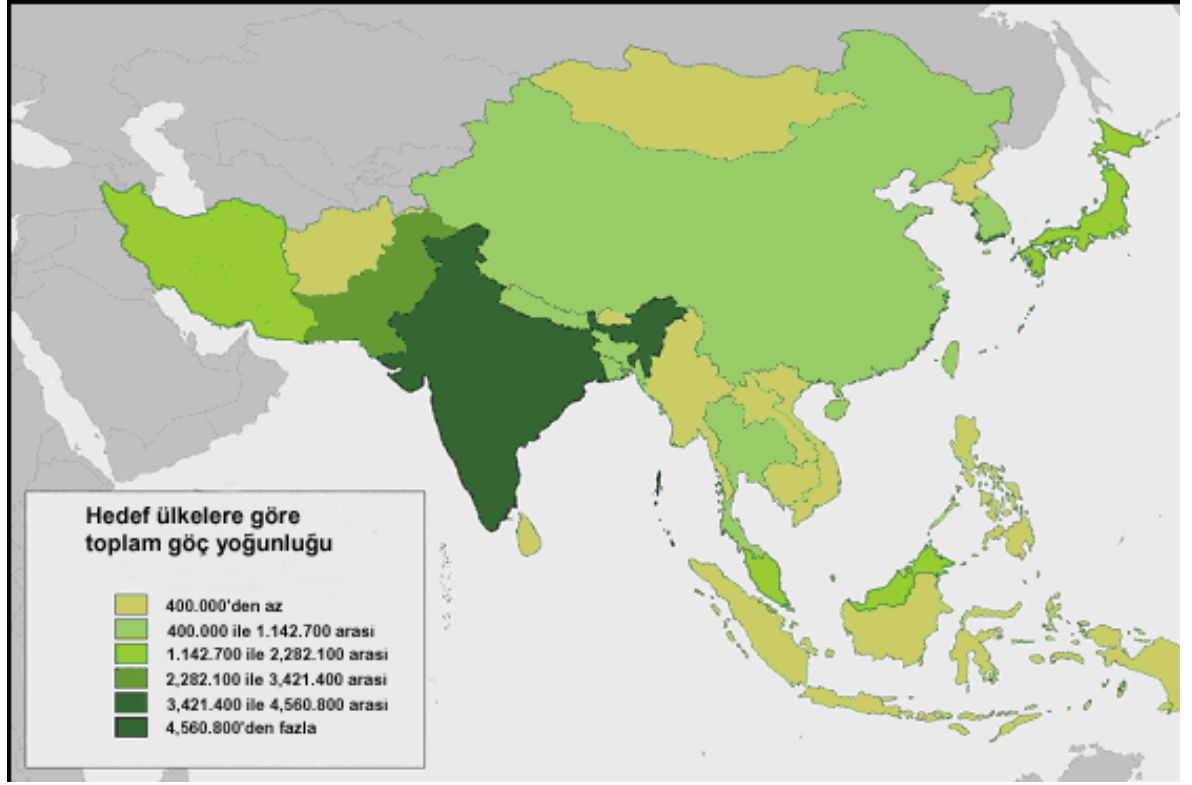 Hedef ülkelere göre
toplam göç yoğunluğu
400.000'den az
400.000 ile 1.142.700 arasi
1.142.700 ile 2,282.100 arasi
2,282.100 ile 3,421.400 arasi
3,421.400 ile 4,560.800 arasi
4,560.800'den fazla